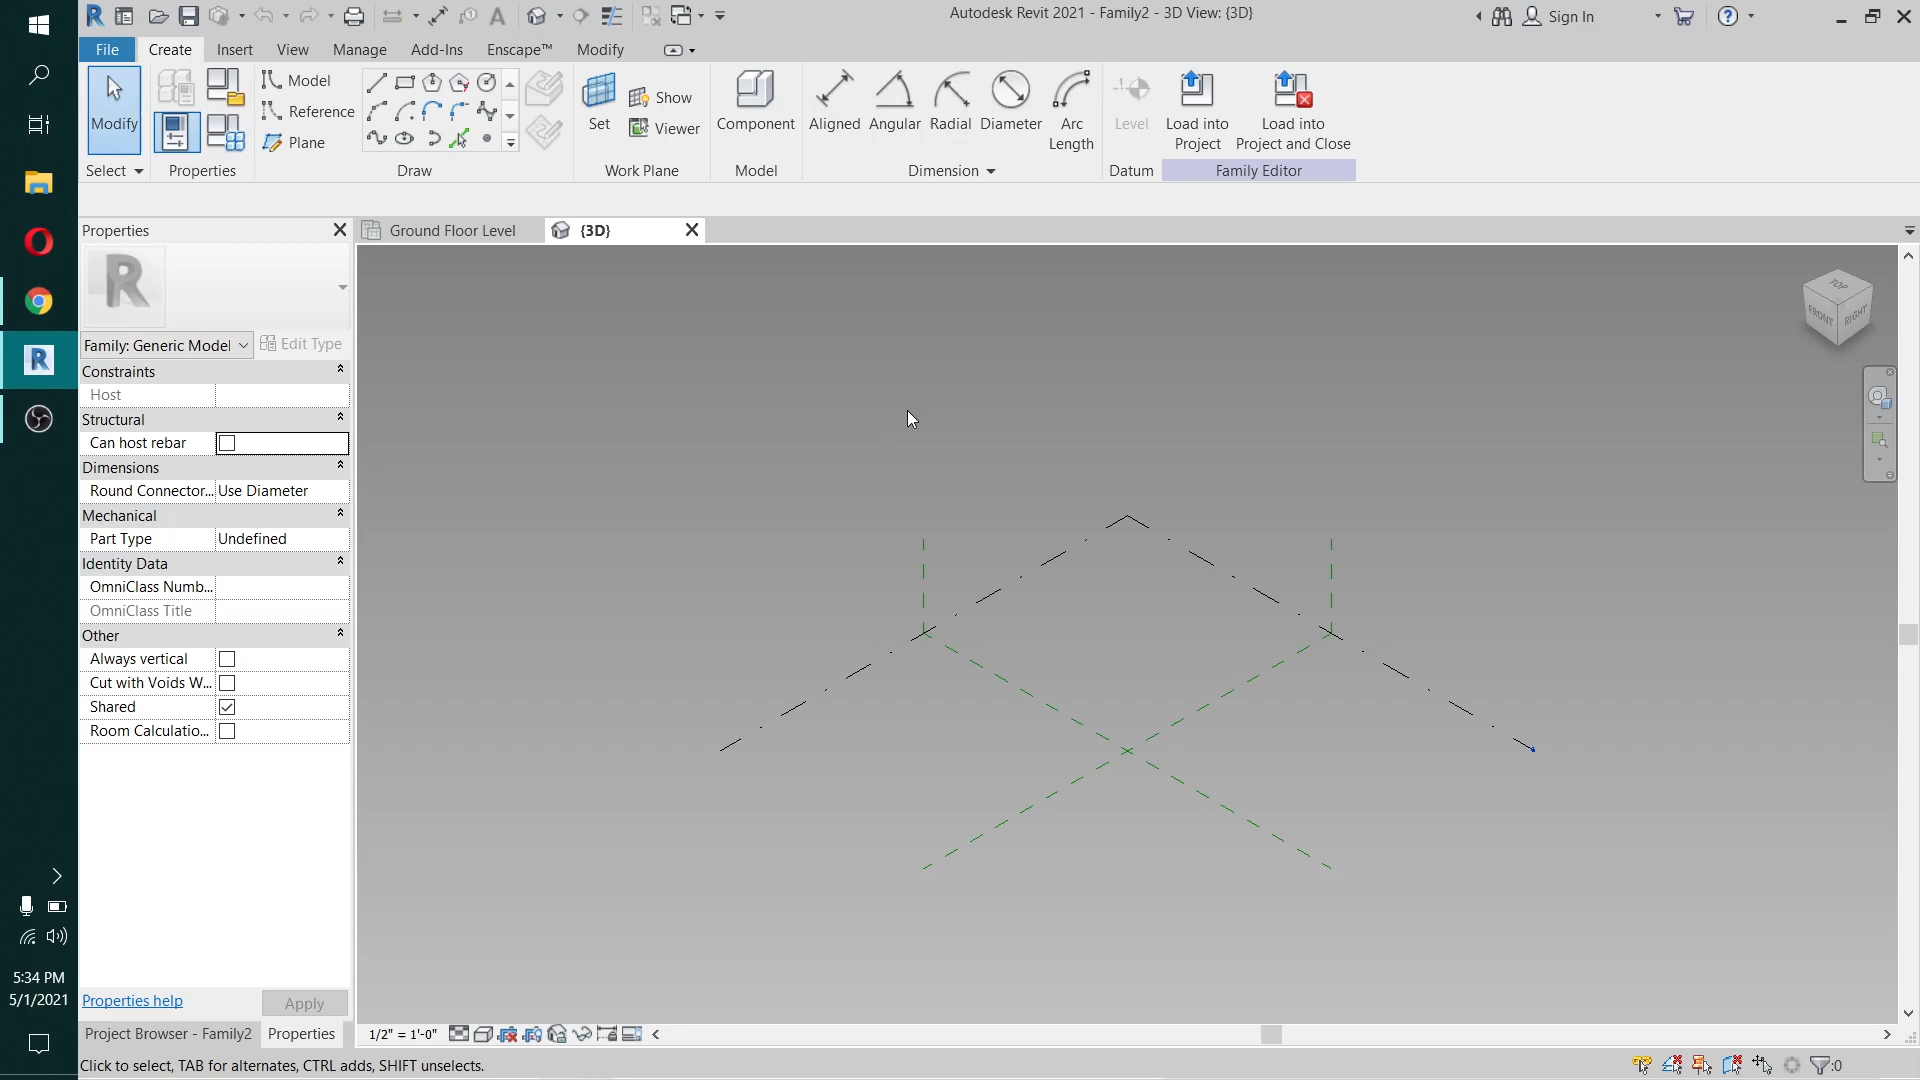 Autodesk Revit 2021 - Family2 - 3D View: {3D}
Sign In
File
Create
Insert
View
Manage
Add-Ins
Enscape™
Modify
Modify
Select
Properties
Model
Reference
Plane
Draw
Set
Show
Viewer
Work Plane
Component
Model
Aligned
Angular
Radial
Diameter
Arc
Length
Dimension
Level
Datum
Load into
Project
Load into
Project and Close
Family Editor
Properties
Ground Floor Level
{3D}
R
Family: Generic Model
Edit Type
Constraints
Host
Structural
Can host rebar
Dimensions
Round Connector...
Use Diameter
Mechanical
Part Type
Undefined
Identity Data
OmniClass Numb...
OmniClass Title
Other
Always vertical
Cut with Voids W...
Shared
Room Calculatio...
Properties help
Apply
Project Browser - Family2
Properties
TOP
FRONT
RIGHT
1/2" = 1'-0"
Click to select, TAB for alternates, CTRL adds, SHIFT unselects.
:0
5:34 PM
5/1/2021